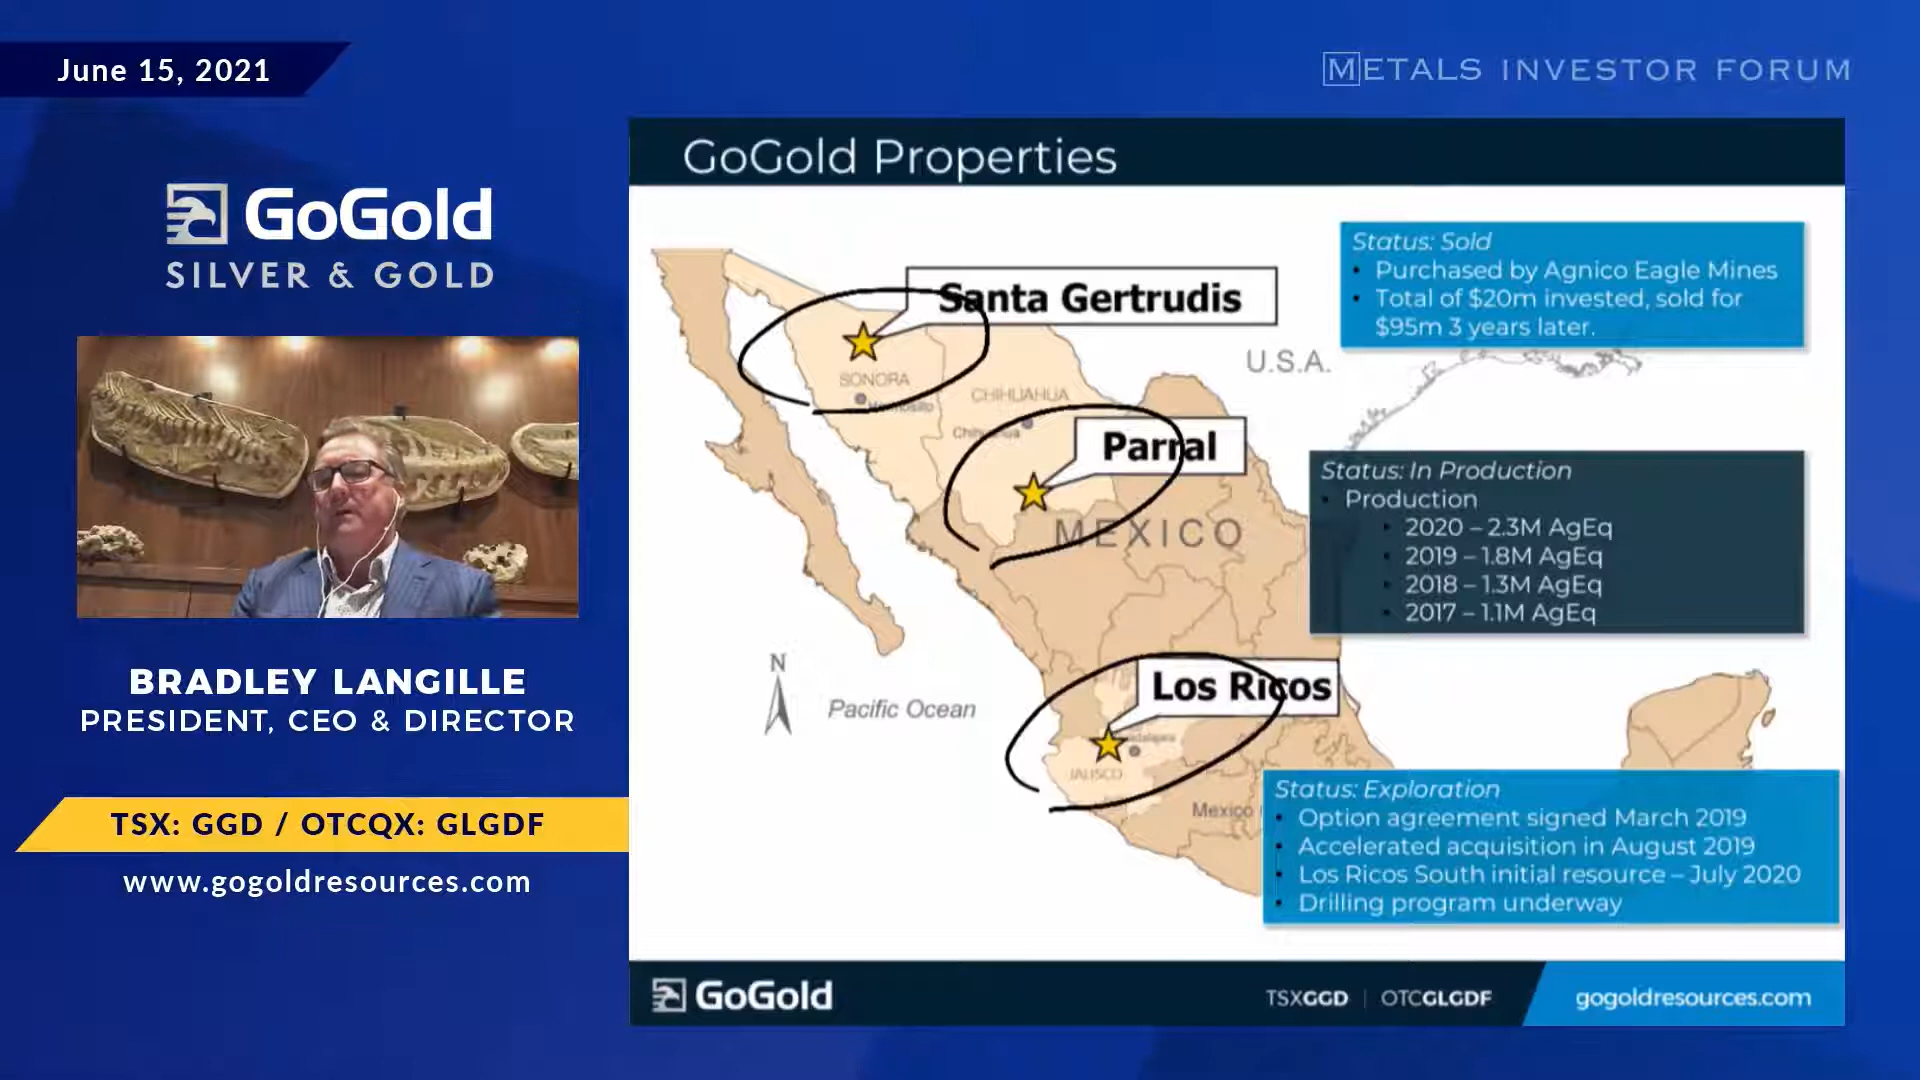 June 15, 2021
METALS INVESTOR FORUM
GoGold
SILVER & GOLD
BRADLEY LANGILLE
PRESIDENT, CEO & DIRECTOR
TSX: GGD / OTCQX: GLGDF
www.gogoldresources.com
GoGold Properties
Santa Gertrudis
Status: Sold
• Purchased by Agnico Eagle Mines
• Total of $20m invested, sold for
$95m 3 years later.
U.S.A.
SONORA
CHIHUAHUA
Parral
MEXICO
Status: In Production
• Production
• 2020 – 2.3M AgEq
• 2019 – 1.8M AgEq
• 2018 – 1.3M AgEq
• 2017 – 1.1M AgEq
N
Pacific Ocean
Los Ricos
JALISCO
Mexico
Status: Exploration
• Option agreement signed March 2019
• Accelerated acquisition in August 2019
• Los Ricos South initial resource – July 2020
• Drilling program underway
GoGold
TSXGGD | OTCGLGDF
gogoldresources.com